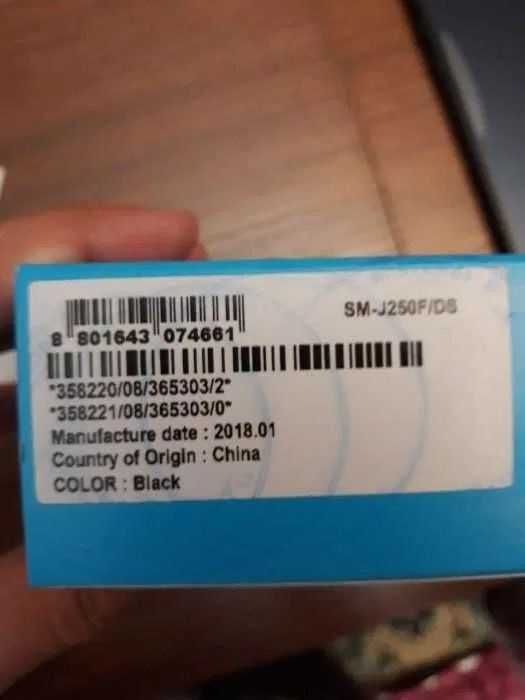 SM-J250F/DS
8 801643 074661
*358220/08/365303/2*
*358221/08/365303/0*
Manufacture date : 2018.01
Country of Origin : China
COLOR : Black